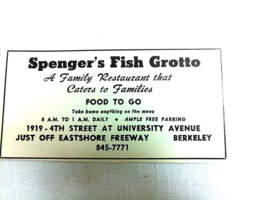 Spenger's Fish Grotto
A Family Restaurant that
Caters to Families
FOOD TO GO
Take home anything on the menu
8 A.M. TO 1 A.M. DAILY • AMPLE FREE PARKING
1919 - 4TH STREET AT UNIVERSITY AVENUE
JUST OFF EASTSHORE FREEWAY BERKELEY
845-7771